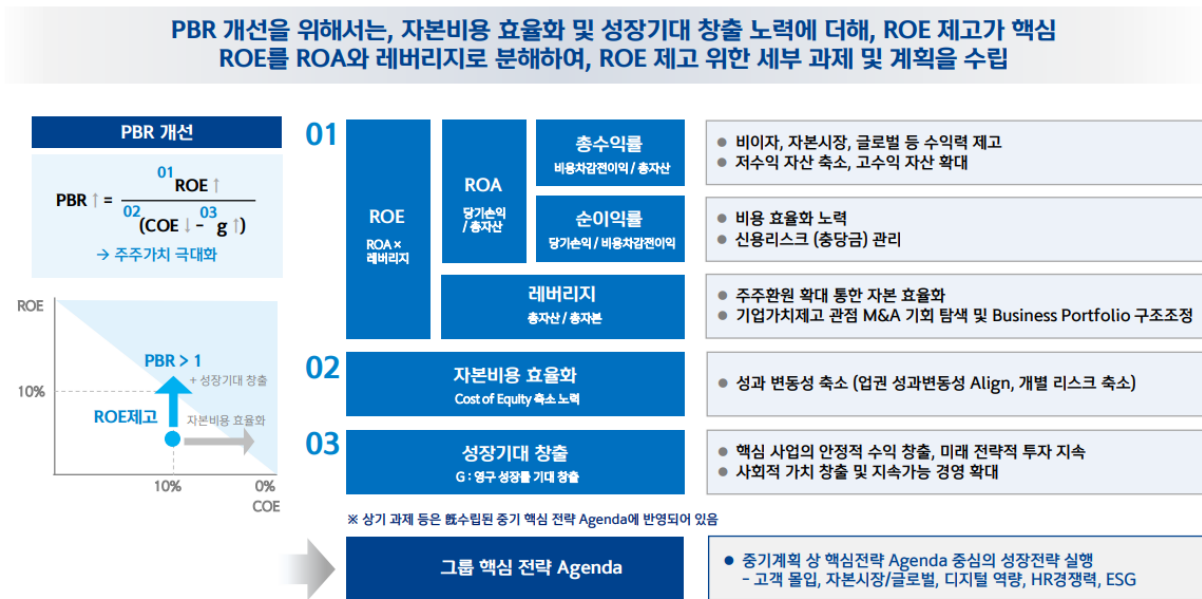 PBR 개선을 위해서는, 자본비용 효율화 및 성장기대 창출 노력에 더해, ROE 제고가 핵심
ROE를 ROA와 레버리지로 분해하여, ROE 제고 위한 세부 과제 및 계획을 수립
PBR 개선
PBR ↑ = 01 ROE ↑ / 02 (COE ↓ - 03 g ↑)
→ 주주가치 극대화
ROE
10%
PBR > 1
+ 성장기대 창출
ROE제고
자본비용 효율화
10%
0%
COE
01
ROE
ROA ×
레버리지
ROA
당기손익
/ 총자산
총수익률
비용차감전이익 / 총자산
● 비이자, 자본시장, 글로벌 등 수익력 제고
● 저수익 자산 축소, 고수익 자산 확대
순이익률
당기손익 / 비용차감전이익
● 비용 효율화 노력
● 신용리스크 (충당금) 관리
레버리지
총자산 / 총자본
● 주주환원 확대 통한 자본 효율화
● 기업가치제고 관점 M&A 기회 탐색 및 Business Portfolio 구조조정
02
자본비용 효율화
Cost of Equity 축소 노력
● 성과 변동성 축소 (업권 성과변동성 Align, 개별 리스크 축소)
03
성장기대 창출
G : 영구 성장률 기대 창출
● 핵심 사업의 안정적 수익 창출, 미래 전략적 투자 지속
● 사회적 가치 창출 및 지속가능 경영 확대
※ 상기 과제 등은 旣수립된 중기 핵심 전략 Agenda에 반영되어 있음
그룹 핵심 전략 Agenda
● 중기계획 상 핵심전략 Agenda 중심의 성장전략 실행
- 고객 몰입, 자본시장/글로벌, 디지털 역량, HR경쟁력, ESG